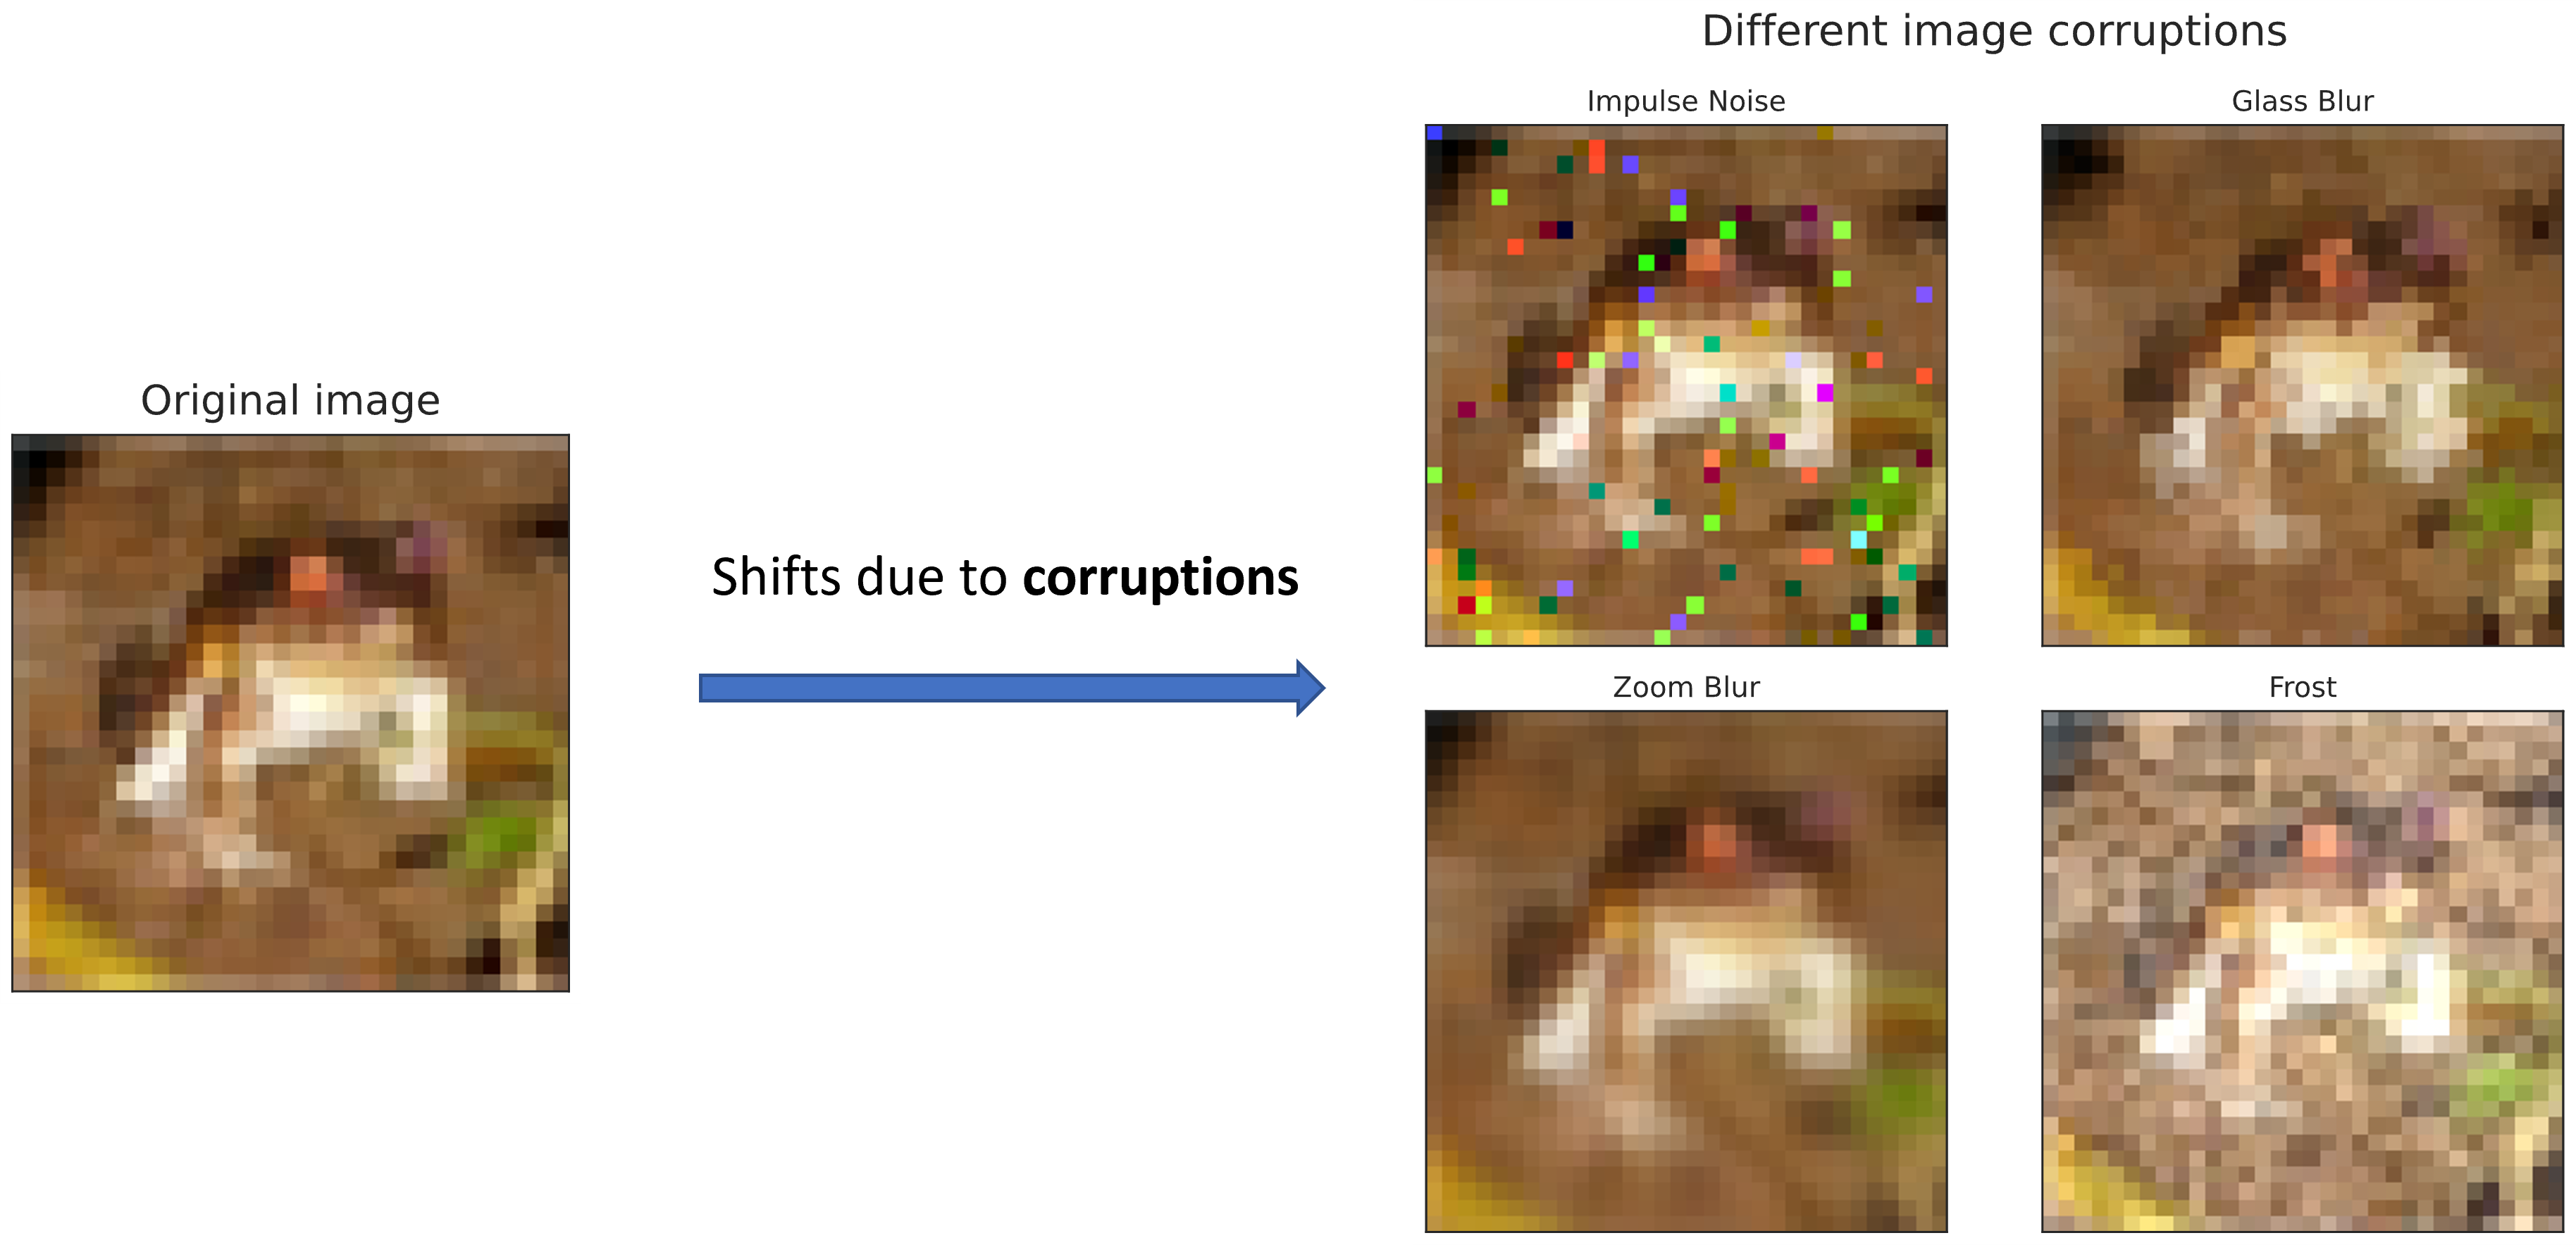 Different image corruptions
Impulse Noise
Glass Blur
Original image
Shifts due to corruptions
Zoom Blur
Frost